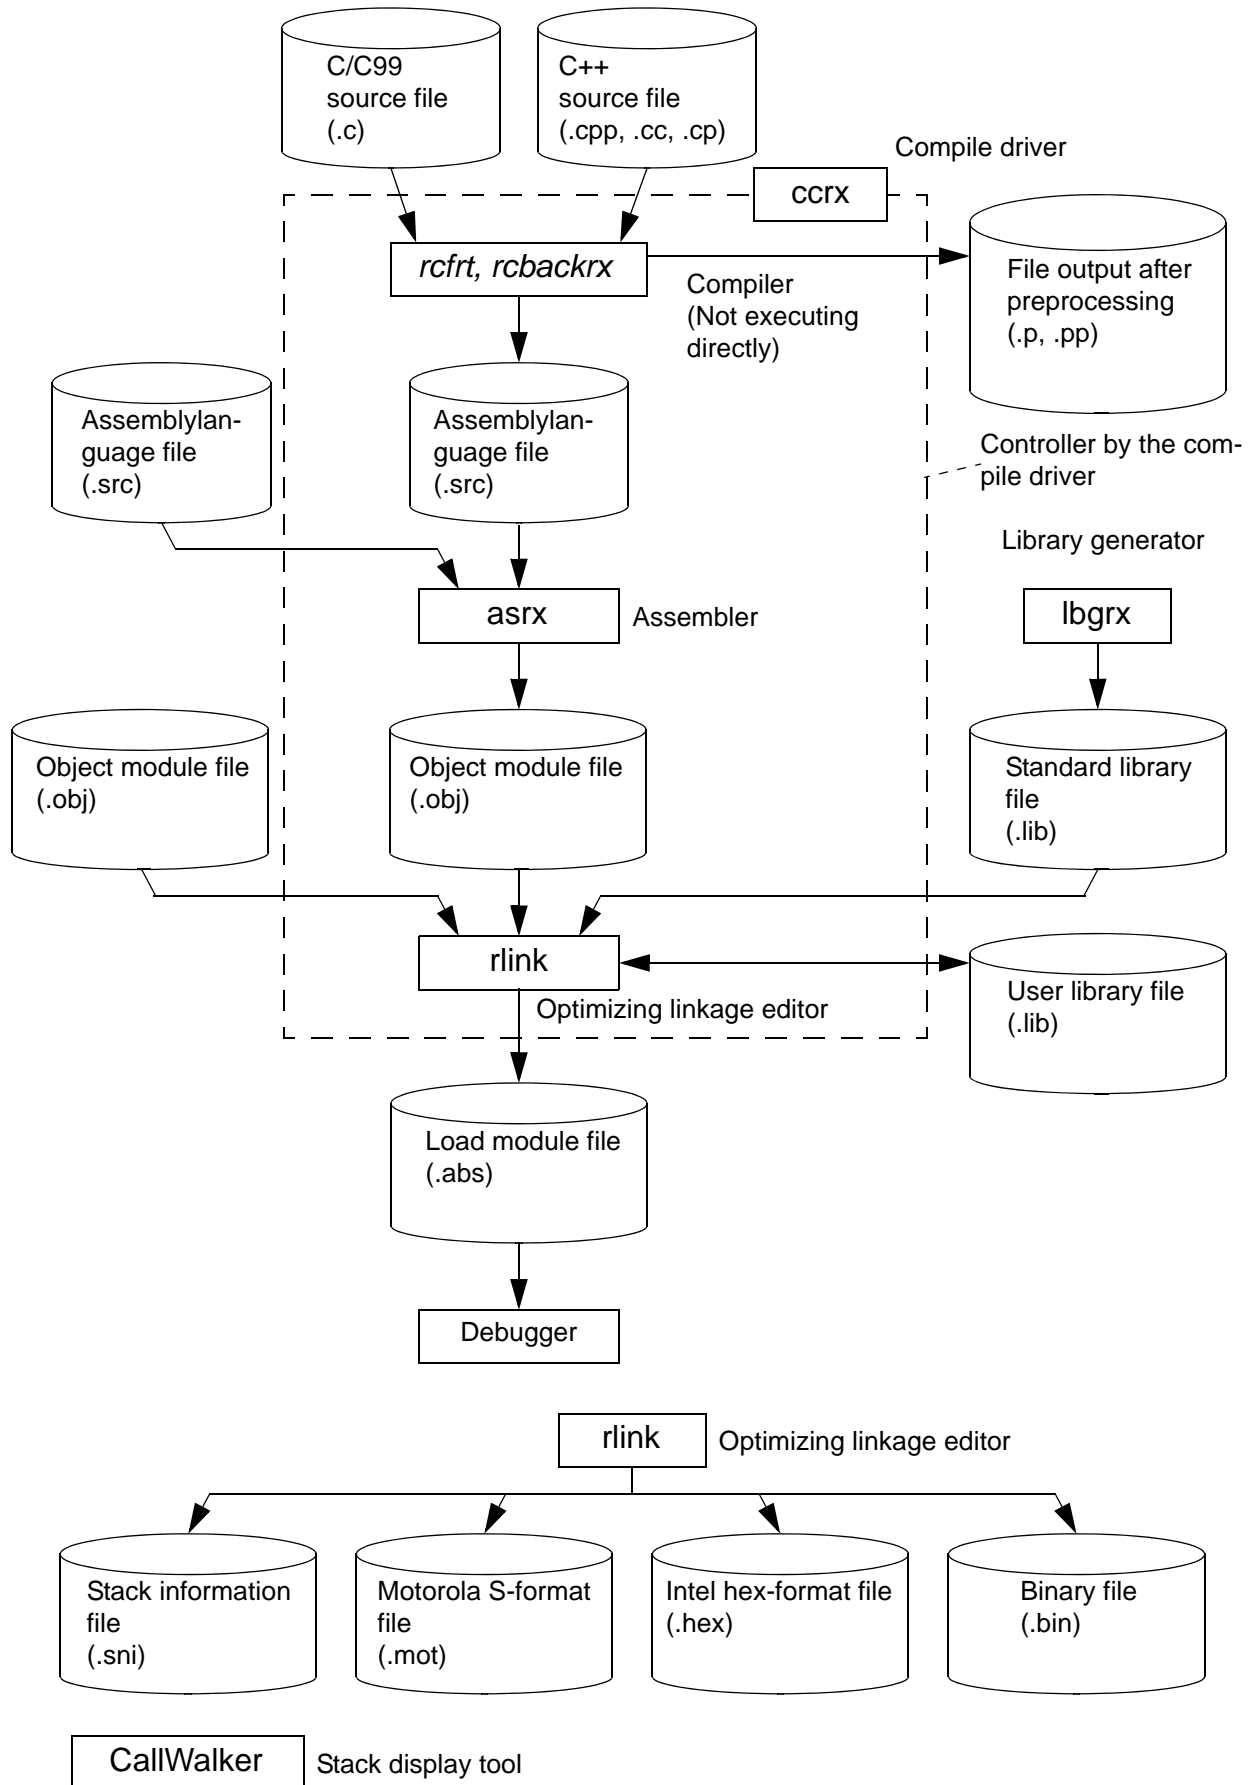 C/C99
source file
(.c)
C++
source file
(.cpp, .cc, .cp)
Compile driver
ccrx
rcfrt, rcbackrx
Compiler
(Not executing
directly)
File output after
preprocessing
(.p, .pp)
Assemblylan-
guage file
(.src)
Assemblylan-
guage file
(.src)
Controller by the com-
pile driver
Library generator
asrx
Assembler
lbgrx
Object module file
(.obj)
Object module file
(.obj)
Standard library
file
(.lib)
rlink
Optimizing linkage editor
User library file
(.lib)
Load module file
(.abs)
Debugger
rlink
Optimizing linkage editor
Stack information
file
(.sni)
Motorola S-format
file
(.mot)
Intel hex-format file
(.hex)
Binary file
(.bin)
CallWalker
Stack display tool